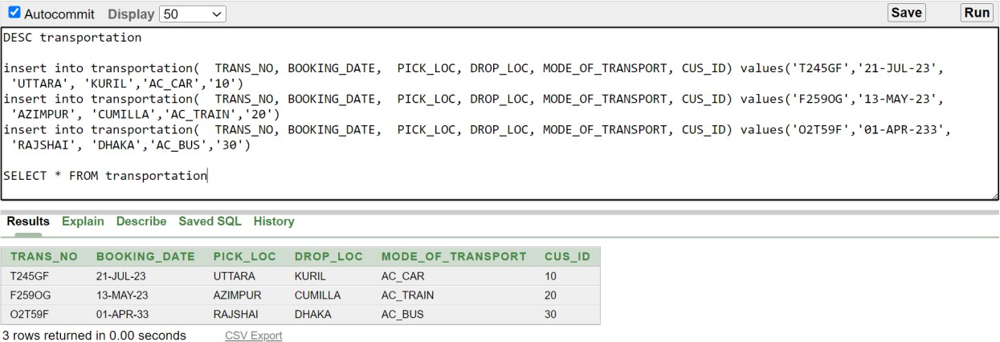 Autocommit Display 50 Save Run
DESC transportation
insert into transportation(  TRANS_NO, BOOKING_DATE,  PICK_LOC, DROP_LOC, MODE_OF_TRANSPORT, CUS_ID) values('T245GF','21-JUL-23',
'UTTARA', 'KURIL','AC_CAR','10')
insert into transportation(  TRANS_NO, BOOKING_DATE,  PICK_LOC, DROP_LOC, MODE_OF_TRANSPORT, CUS_ID) values('F259OG','13-MAY-23',
'AZIMPUR', 'CUMILLA','AC_TRAIN','20')
insert into transportation(  TRANS_NO, BOOKING_DATE,  PICK_LOC, DROP_LOC, MODE_OF_TRANSPORT, CUS_ID) values('O2T59F','01-APR-233',
'RAJSHAI', 'DHAKA','AC_BUS','30')
SELECT * FROM transportation
Results Explain Describe Saved SQL History
TRANS_NO BOOKING_DATE PICK_LOC DROP_LOC MODE_OF_TRANSPORT CUS_ID
T245GF 21-JUL-23 UTTARA KURIL AC_CAR 10
F259OG 13-MAY-23 AZIMPUR CUMILLA AC_TRAIN 20
O2T59F 01-APR-33 RAJSHAI DHAKA AC_BUS 30
3 rows returned in 0.00 seconds CSV Export